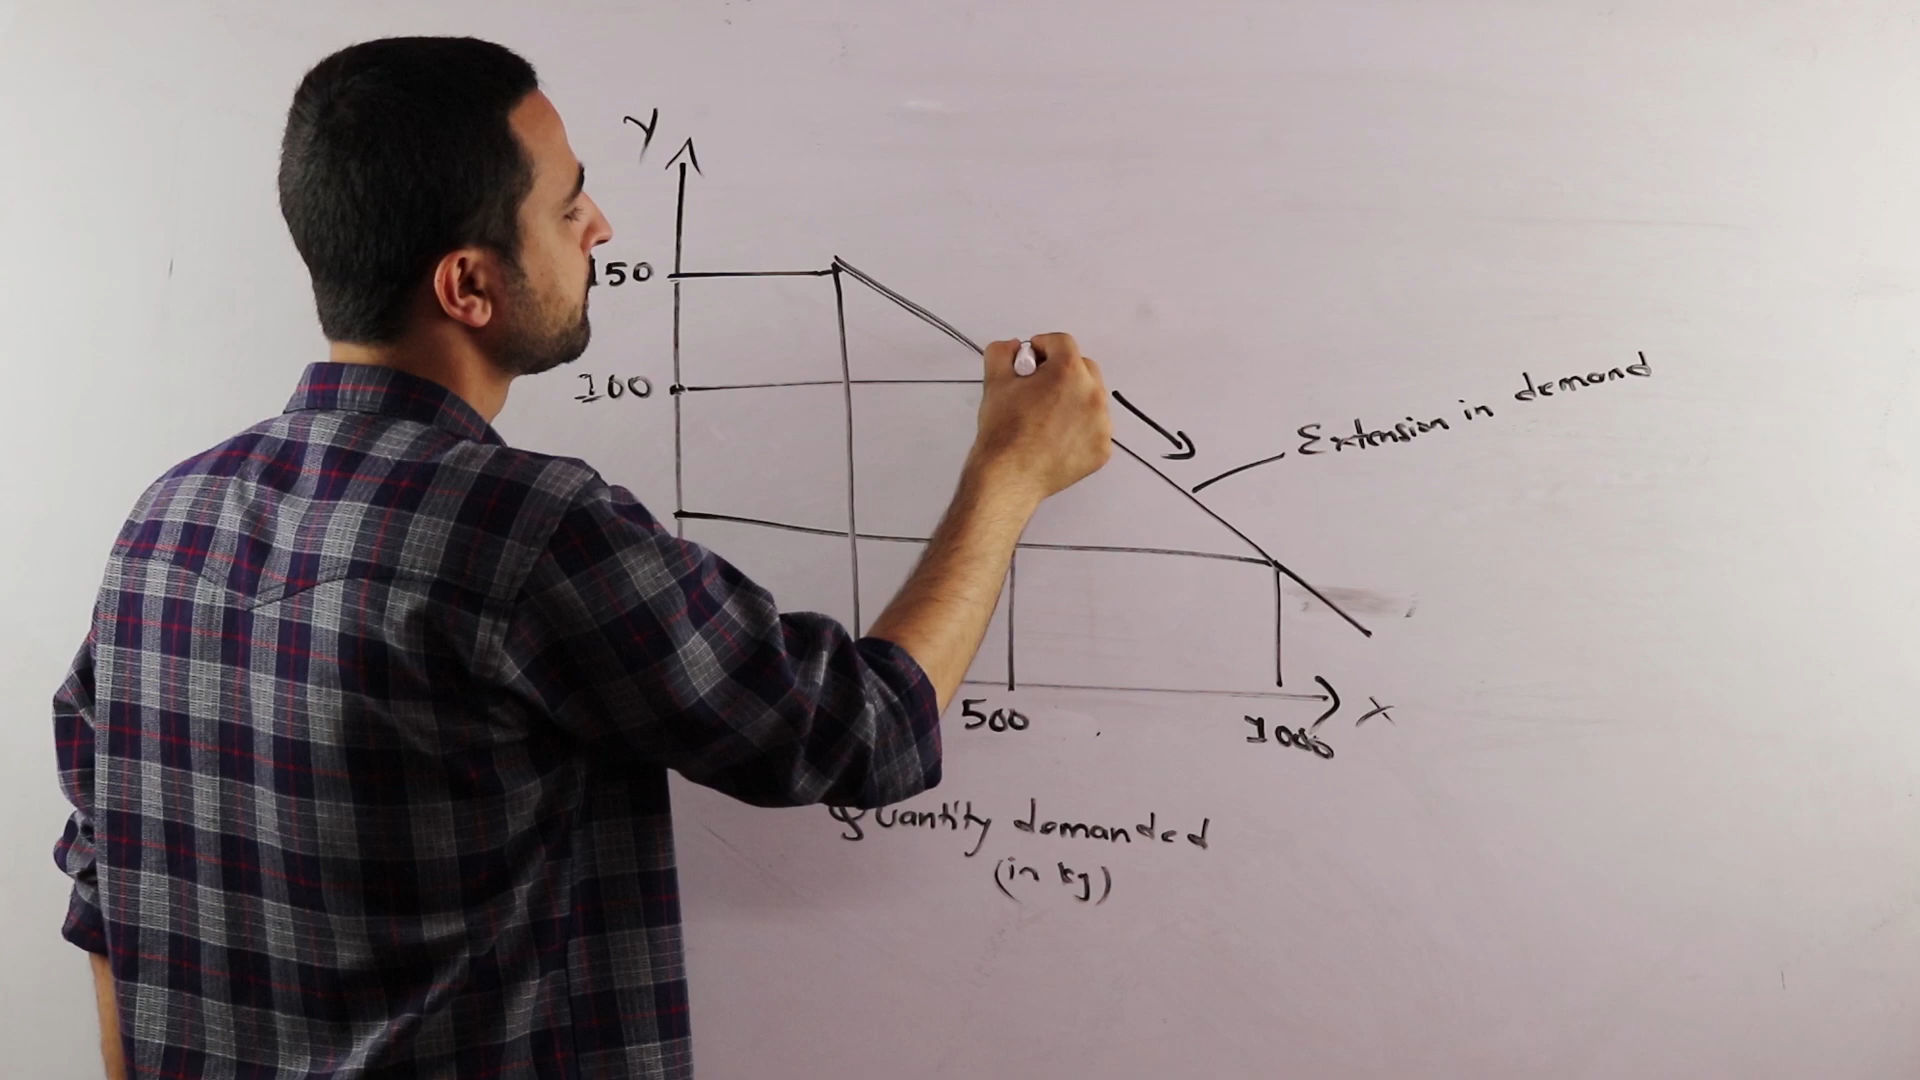 Y
150
100
Extension in demand
500
1000
X
Quantity demanded
(in kg)